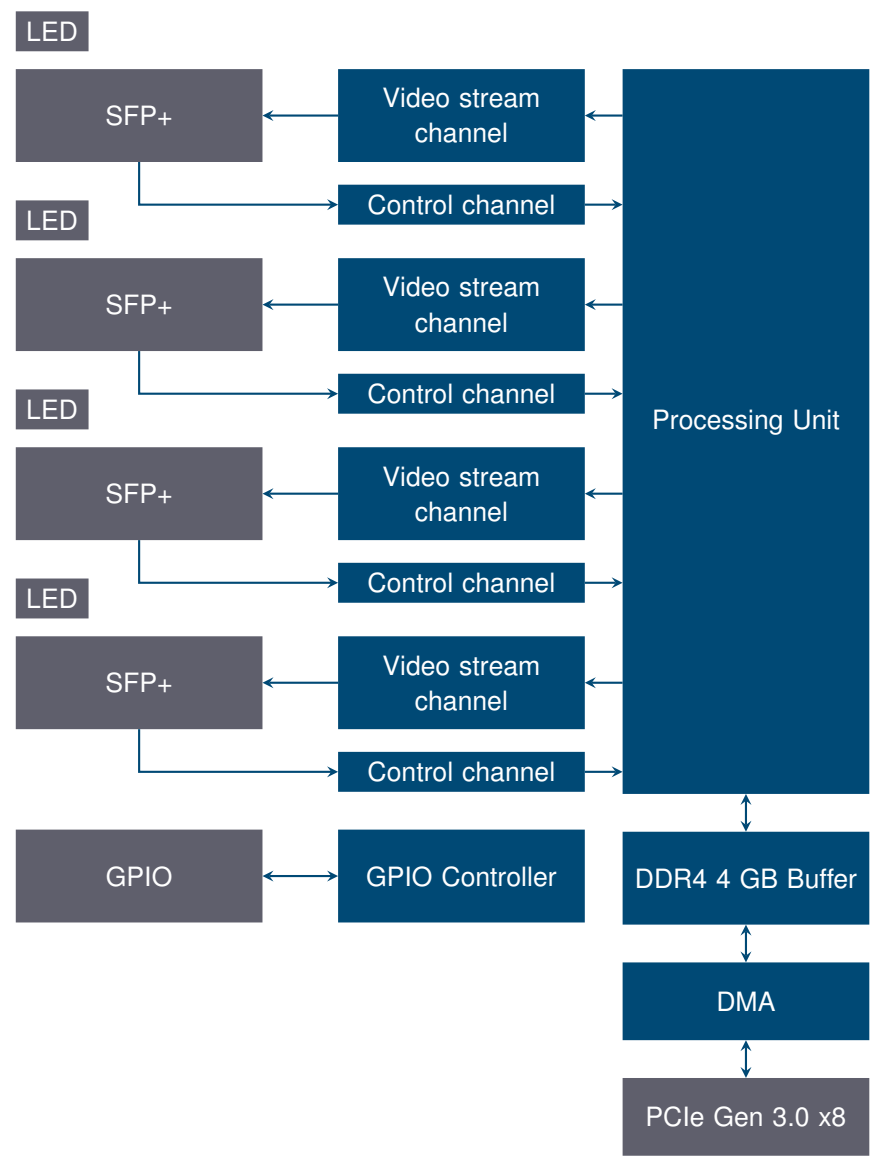 LED
SFP+
Video stream
channel
Control channel
LED
SFP+
Video stream
channel
Control channel
LED
SFP+
Video stream
channel
Control channel
LED
SFP+
Video stream
channel
Control channel
Processing Unit
GPIO
GPIO Controller
DDR4 4 GB Buffer
DMA
PCIe Gen 3.0 x8